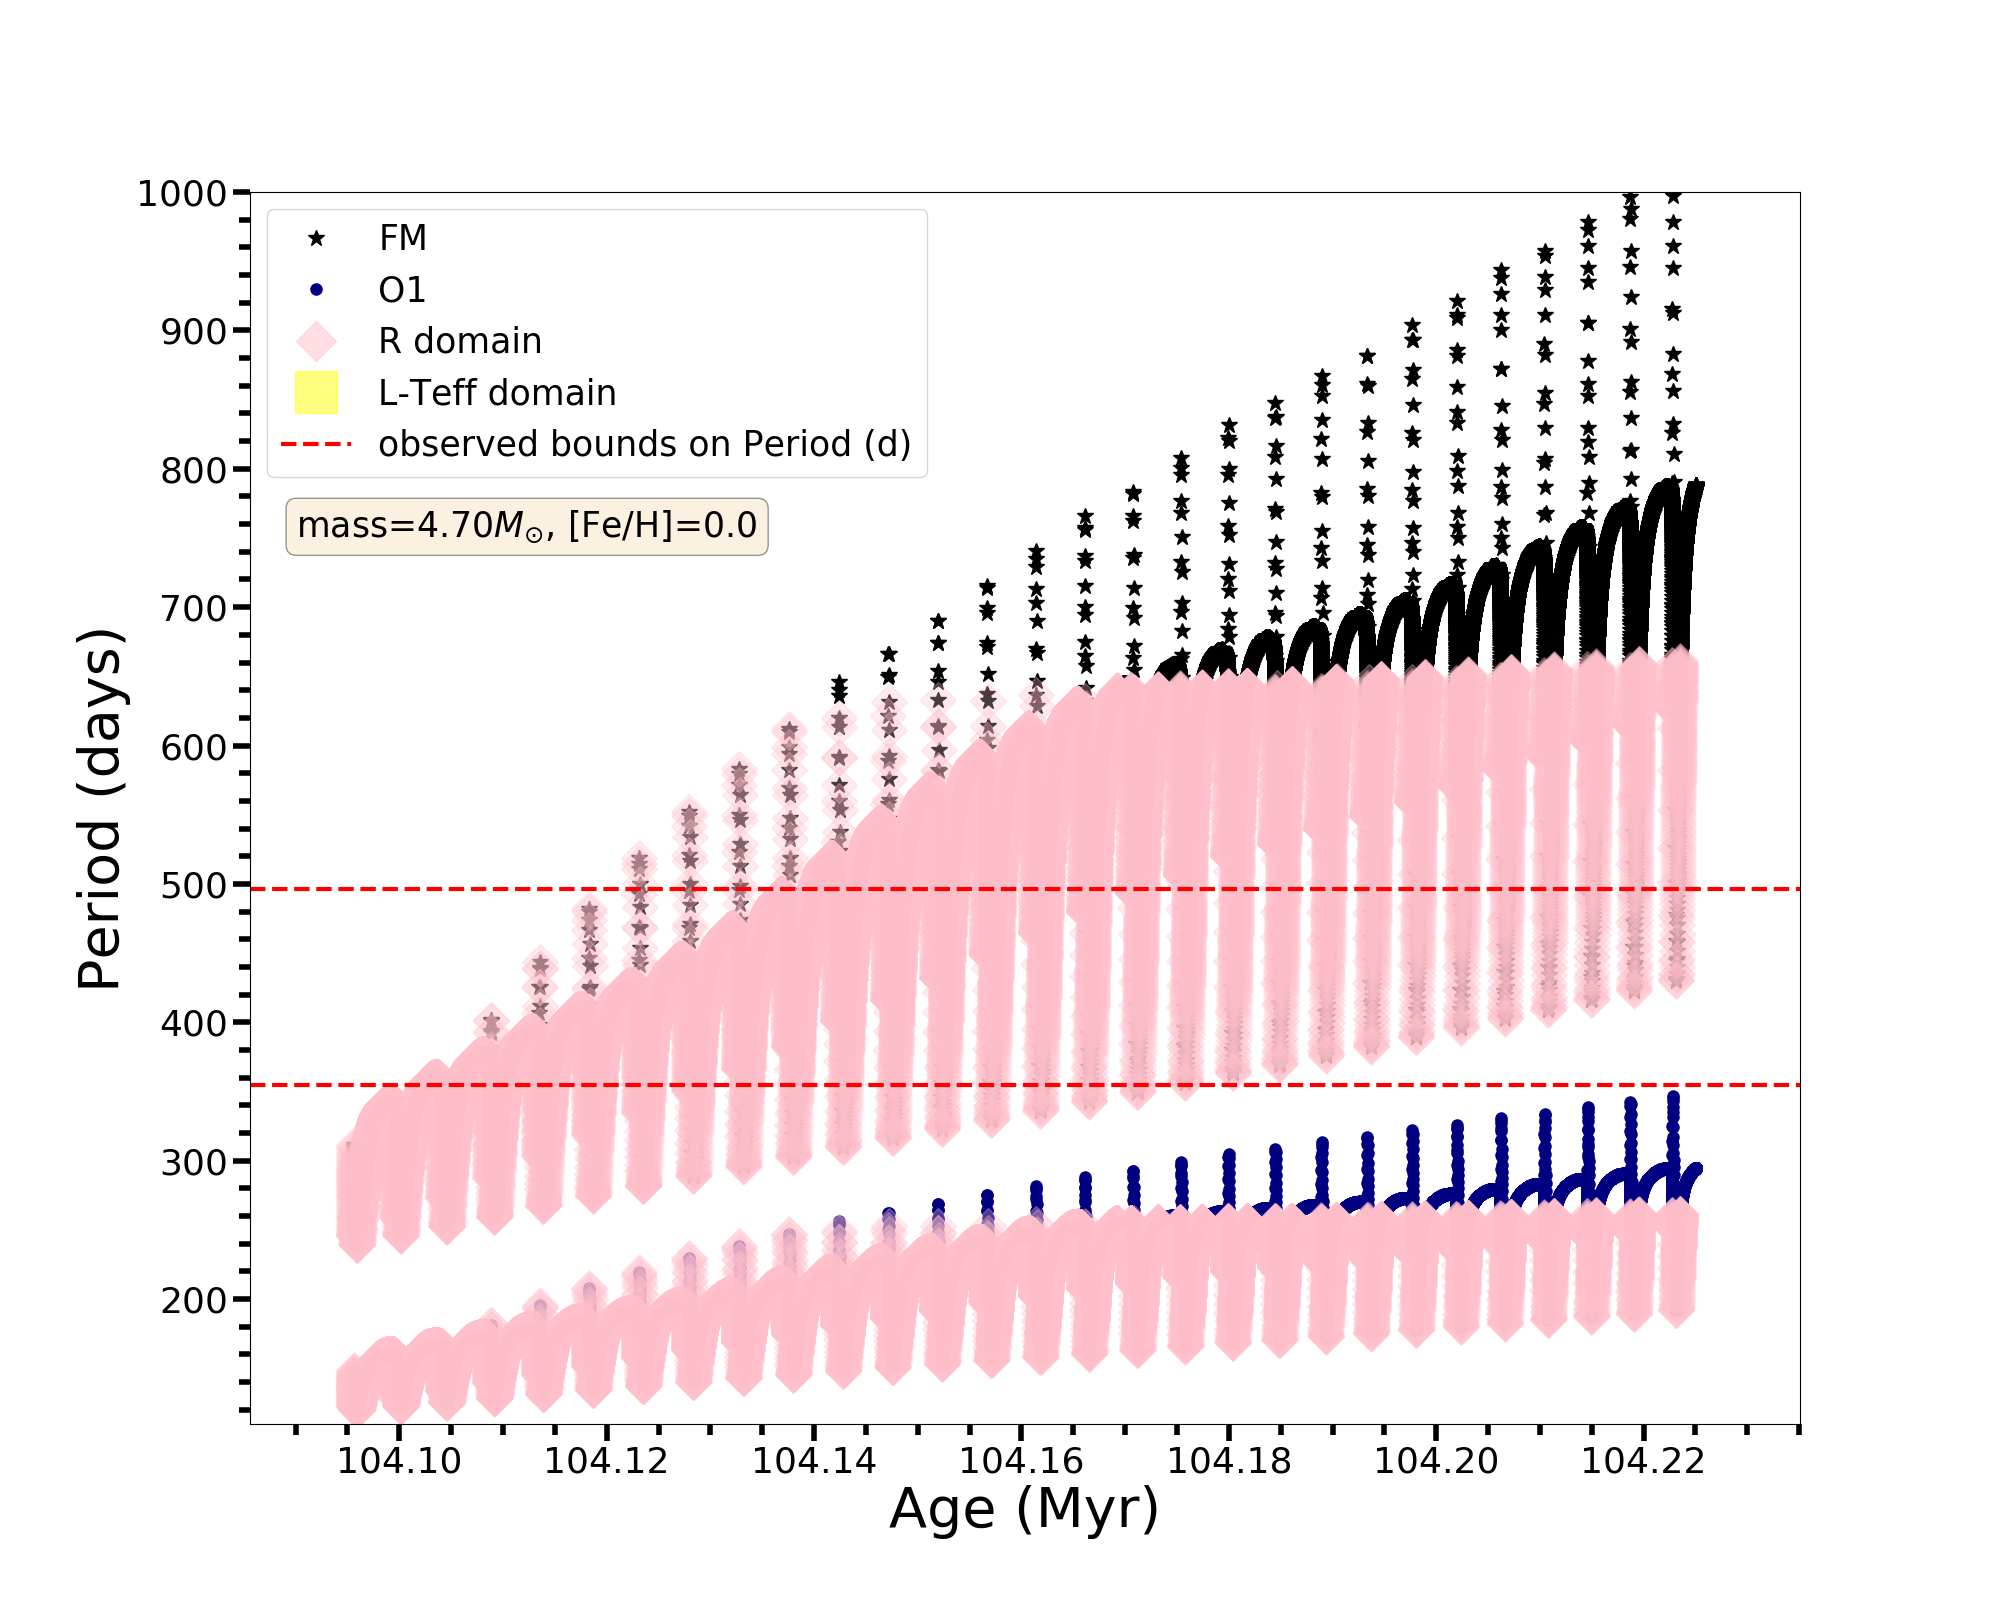 1000
900
800
700
600
500
400
300
200
Period (days)
FM
O1
R domain
L-Teff domain
observed bounds on Period (d)
mass=4.70M⊙, [Fe/H]=0.0
104.10 104.12 104.14 104.16 104.18 104.20 104.22
Age (Myr)